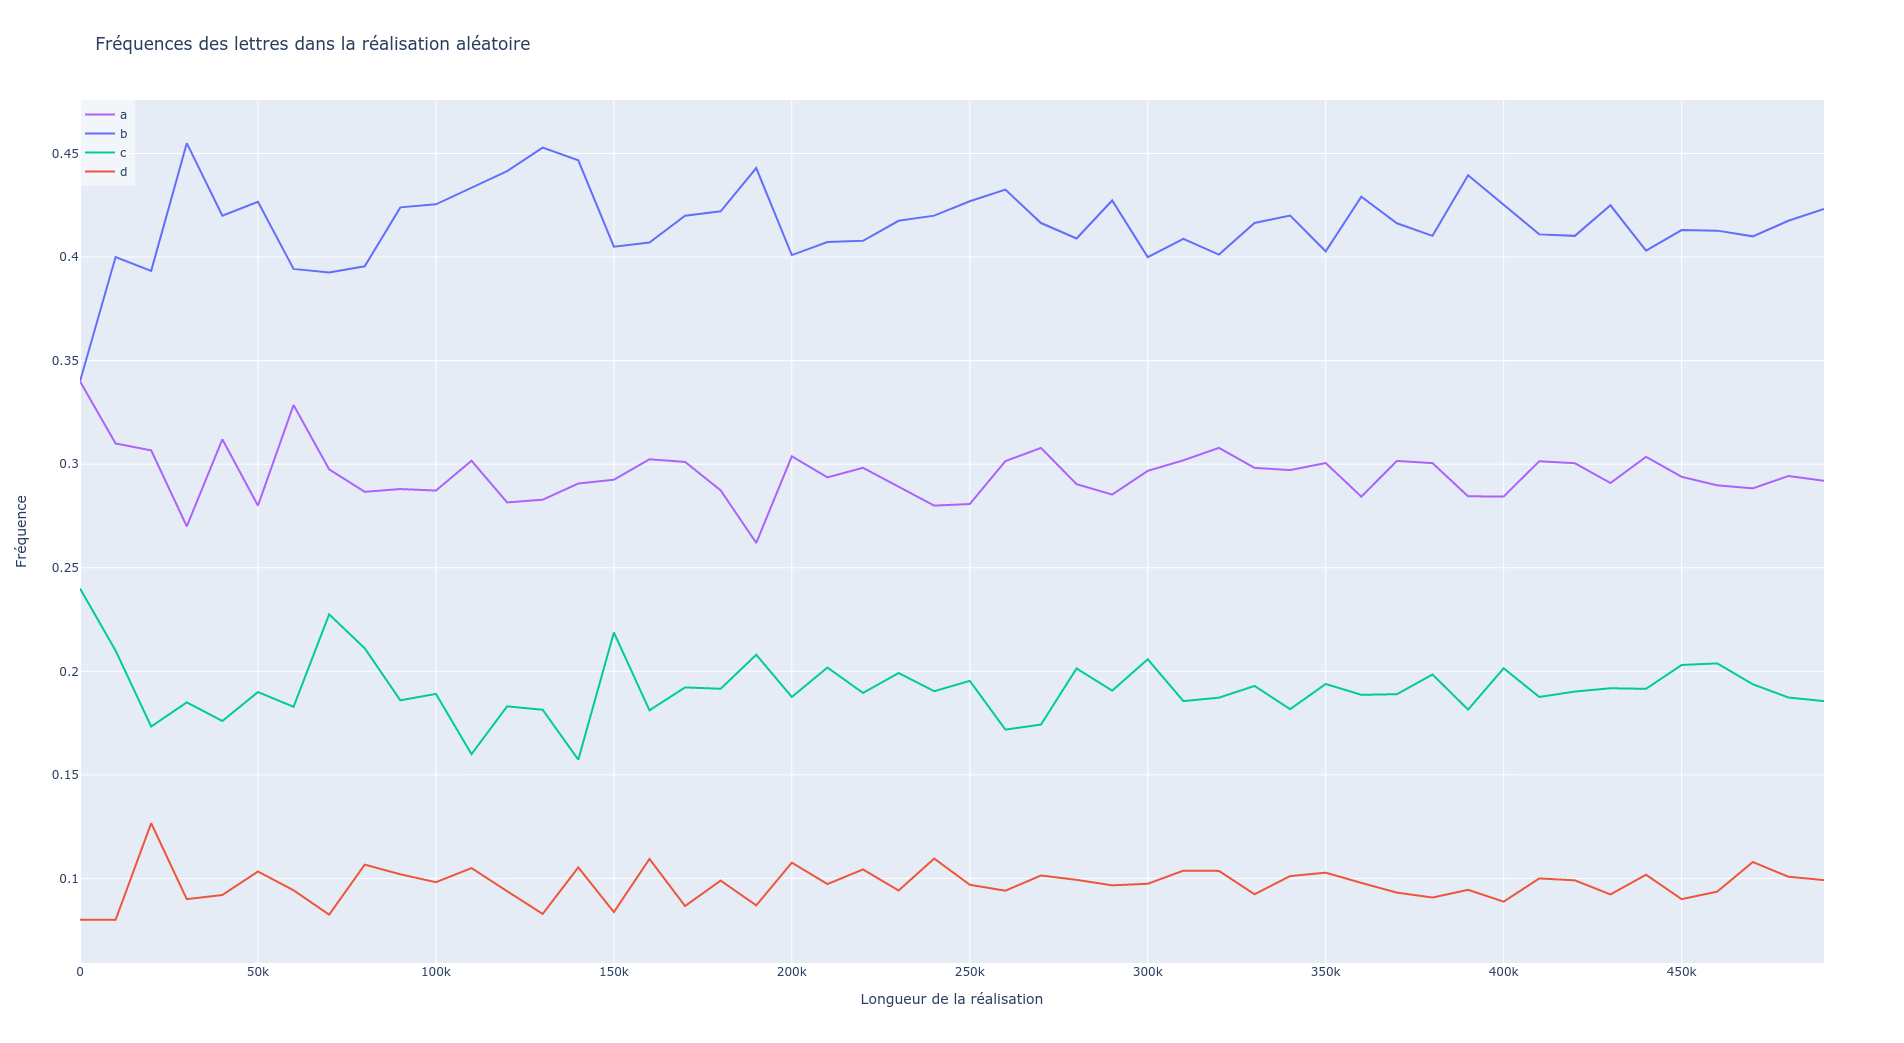 Fréquences des lettres dans la réalisation aléatoire
a
b
c
d
0.45
0.4
0.35
0.3
0.25
0.2
0.15
0.1
Fréquence
0 50k 100k 150k 200k 250k 300k 350k 400k 450k
Longueur de la réalisation